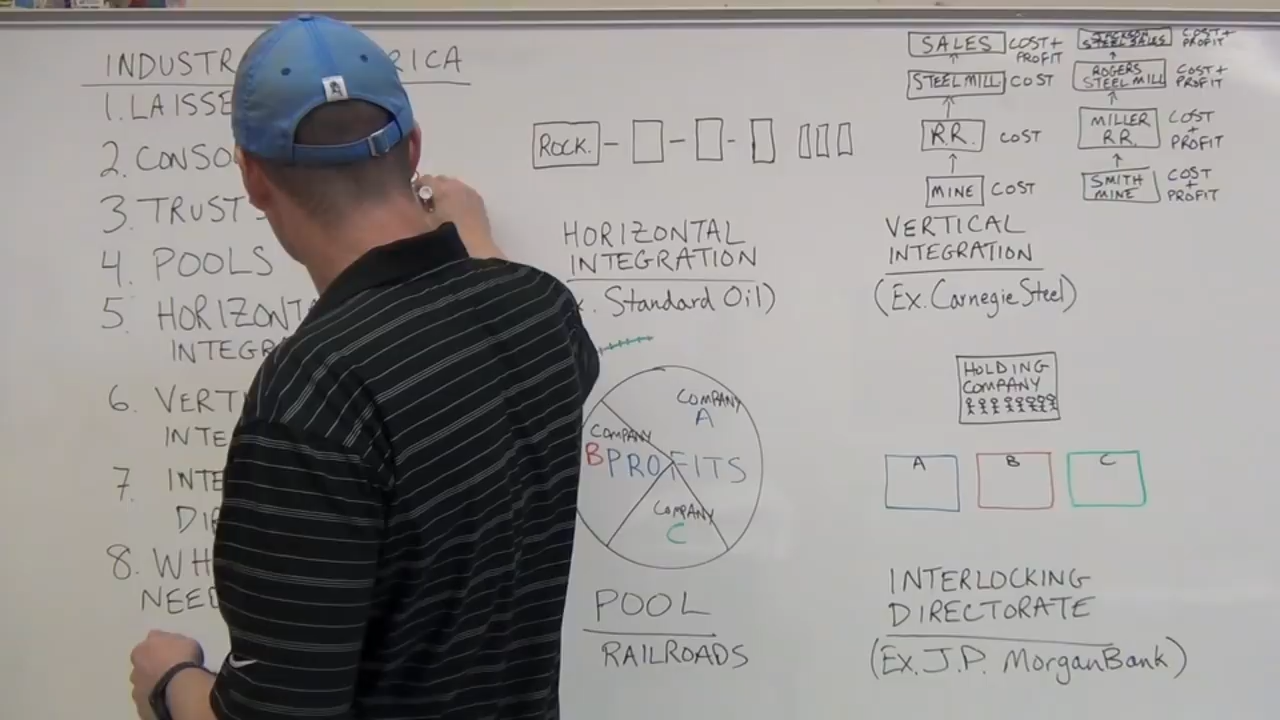 INDUSTR RICA
1. LAISSE
2. CONSO
3. TRUSTS
4. POOLS
5. HORIZONT
INTEGR
6. VERTI
INTE
7. INTE
DI
8. WH
NEED
ROCK.
HORIZONTAL
INTEGRATION
. Standard Oil)
COMPANY
A
COMPANY
B
PROFITS
COMPANY
C
POOL
RAILROADS
SALES COST + PROFIT
STEEL MILL COST
R.R. COST
MINE COST
STEEL SALES COST + PROFIT
ROGERS
STEEL MILL
COST +
PROFIT
MILLER
R.R.
COST
+
PROFIT
SMITH
MINE
COST
+
PROFIT
VERTICAL
INTEGRATION
(Ex. Carnegie Steel)
HOLDING
COMPANY
A B C
INTERLOCKING
DIRECTORATE
(Ex. J.P. Morgan Bank)